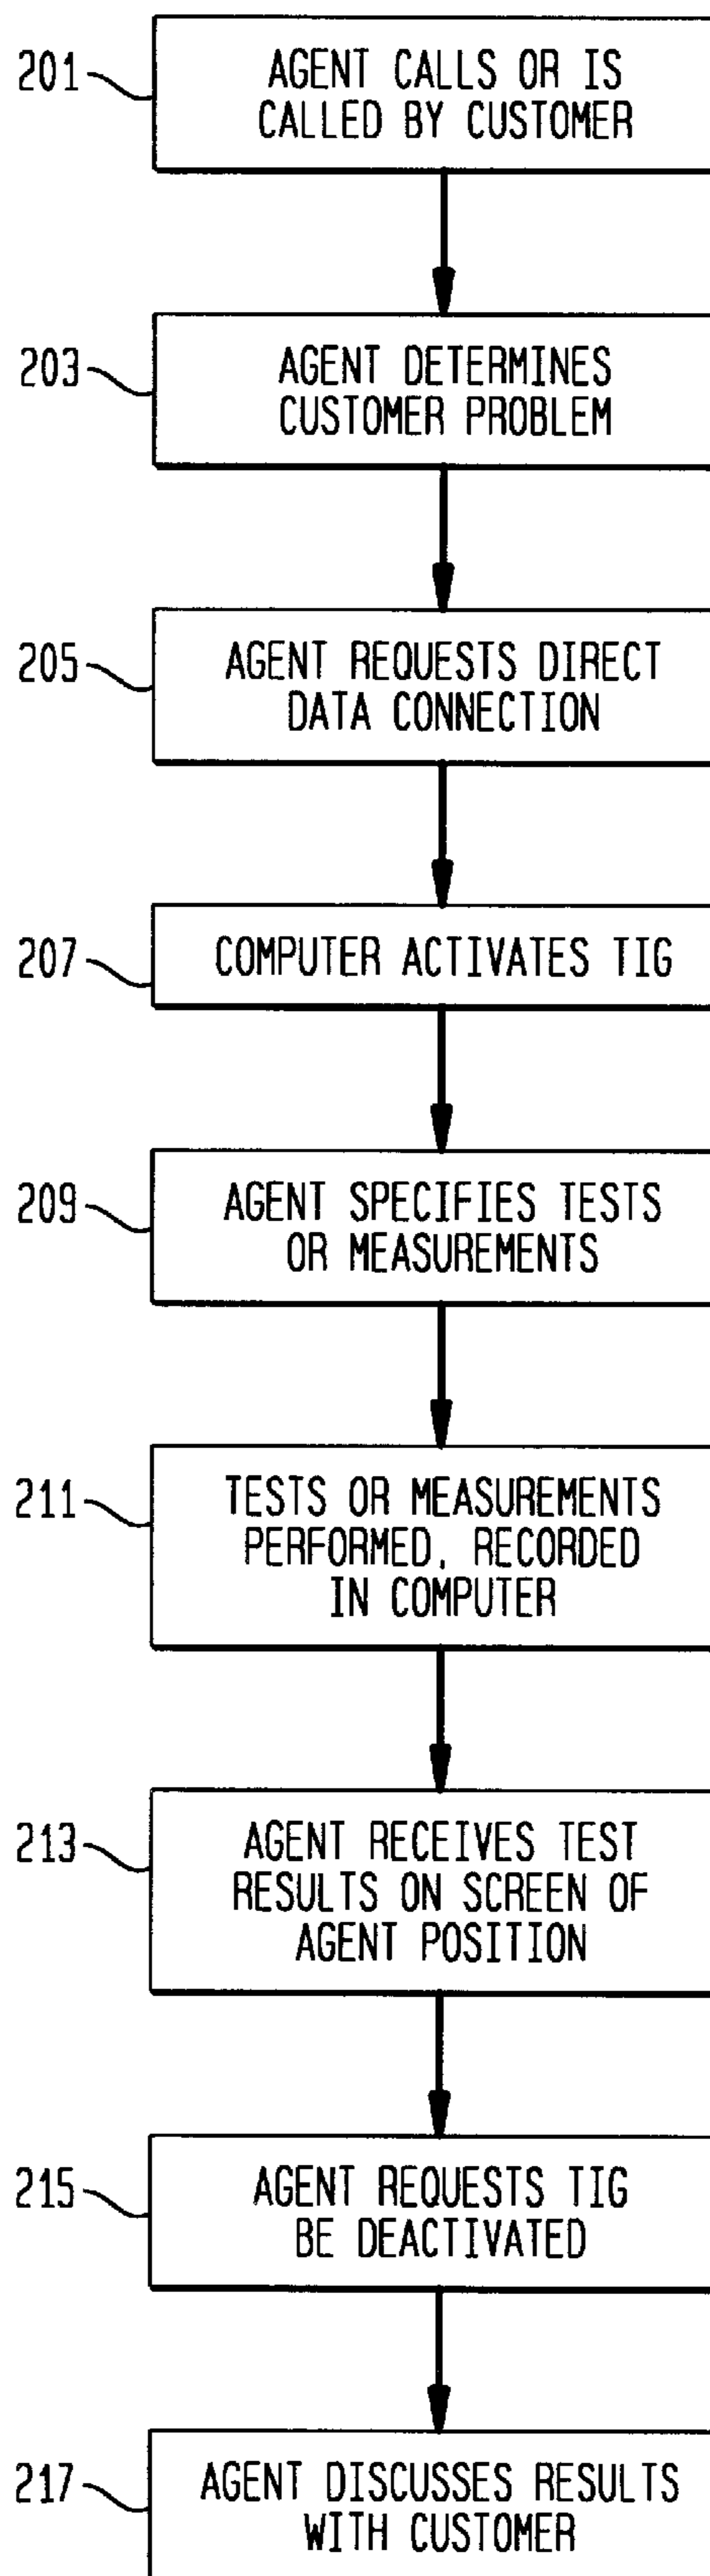 201
AGENT CALLS OR IS
CALLED BY CUSTOMER
203
AGENT DETERMINES
CUSTOMER PROBLEM
205
AGENT REQUESTS DIRECT
DATA CONNECTION
207
COMPUTER ACTIVATES TIG
209
AGENT SPECIFIES TESTS
OR MEASUREMENTS
211
TESTS OR MEASUREMENTS
PERFORMED, RECORDED
IN COMPUTER
213
AGENT RECEIVES TEST
RESULTS ON SCREEN OF
AGENT POSITION
215
AGENT REQUESTS TIG
BE DEACTIVATED
217
AGENT DISCUSSES RESULTS
WITH CUSTOMER